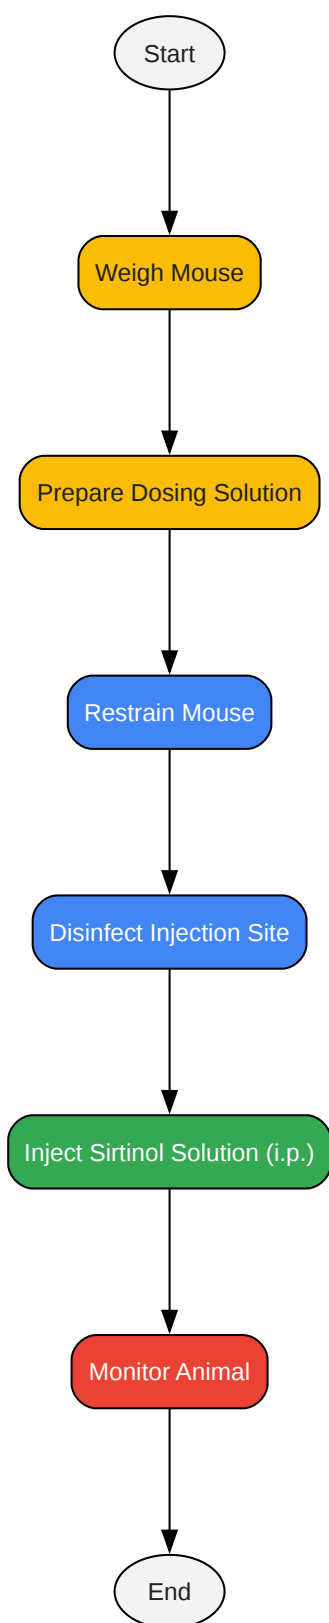 Start
Weigh Mouse
Prepare Dosing Solution
Restrain Mouse
Disinfect Injection Site
Inject Sirtinol Solution (i.p.)
Monitor Animal
End